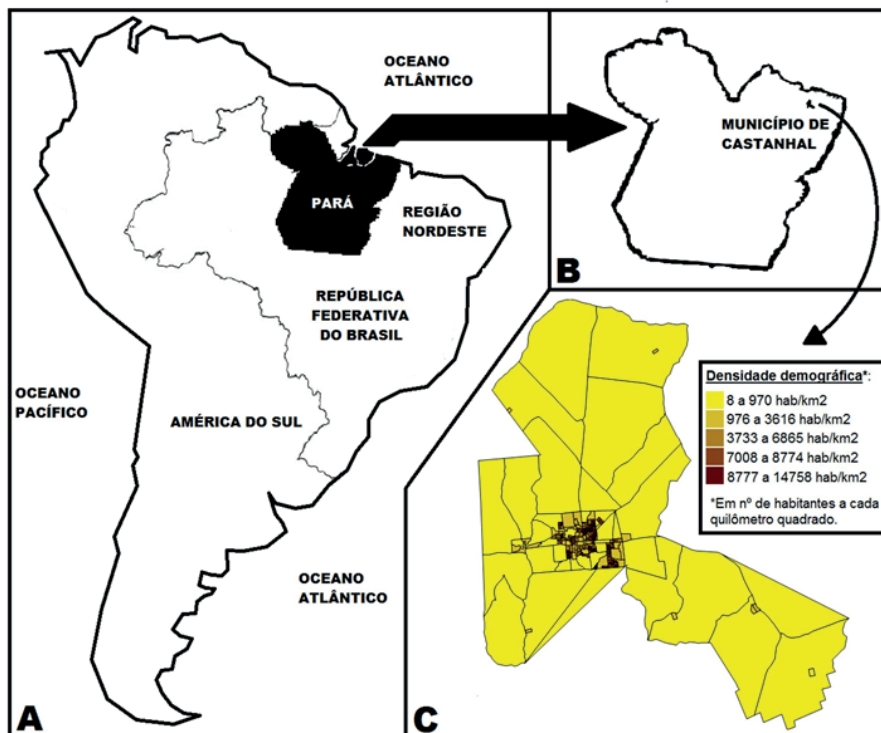 OCEANO
ATLÂNTICO
PARÁ
REGIÃO
NORDESTE
REPÚBLICA
FEDERATIVA
DO BRASIL
OCEANO
PACÍFICO
AMÉRICA DO SUL
OCEANO
ATLÂNTICO
A
MUNICÍPIO DE
CASTANHAL
B
Densidade demográfica*:
8 a 970 hab/km2
976 a 3616 hab/km2
3733 a 6865 hab/km2
7008 a 8774 hab/km2
8777 a 14758 hab/km2
*Em nº de habitantes a cada
quilômetro quadrado.
C